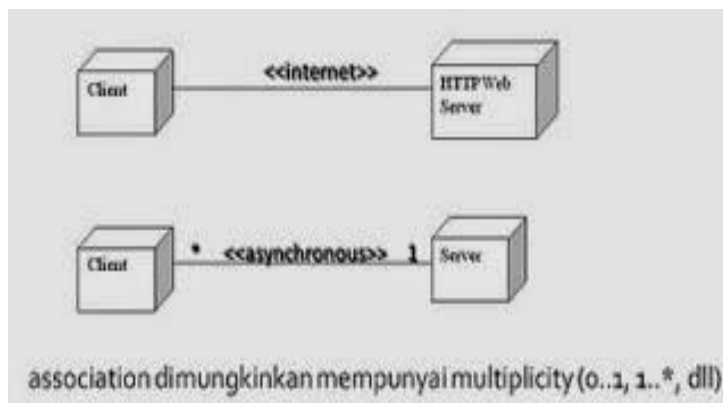 <<internet>>
Client
HTTP Web
Server
* <<asynchronous>> 1
Client
Server
association dimungkinkan mempunyai multiplicity (0..1, 1..*, dll)